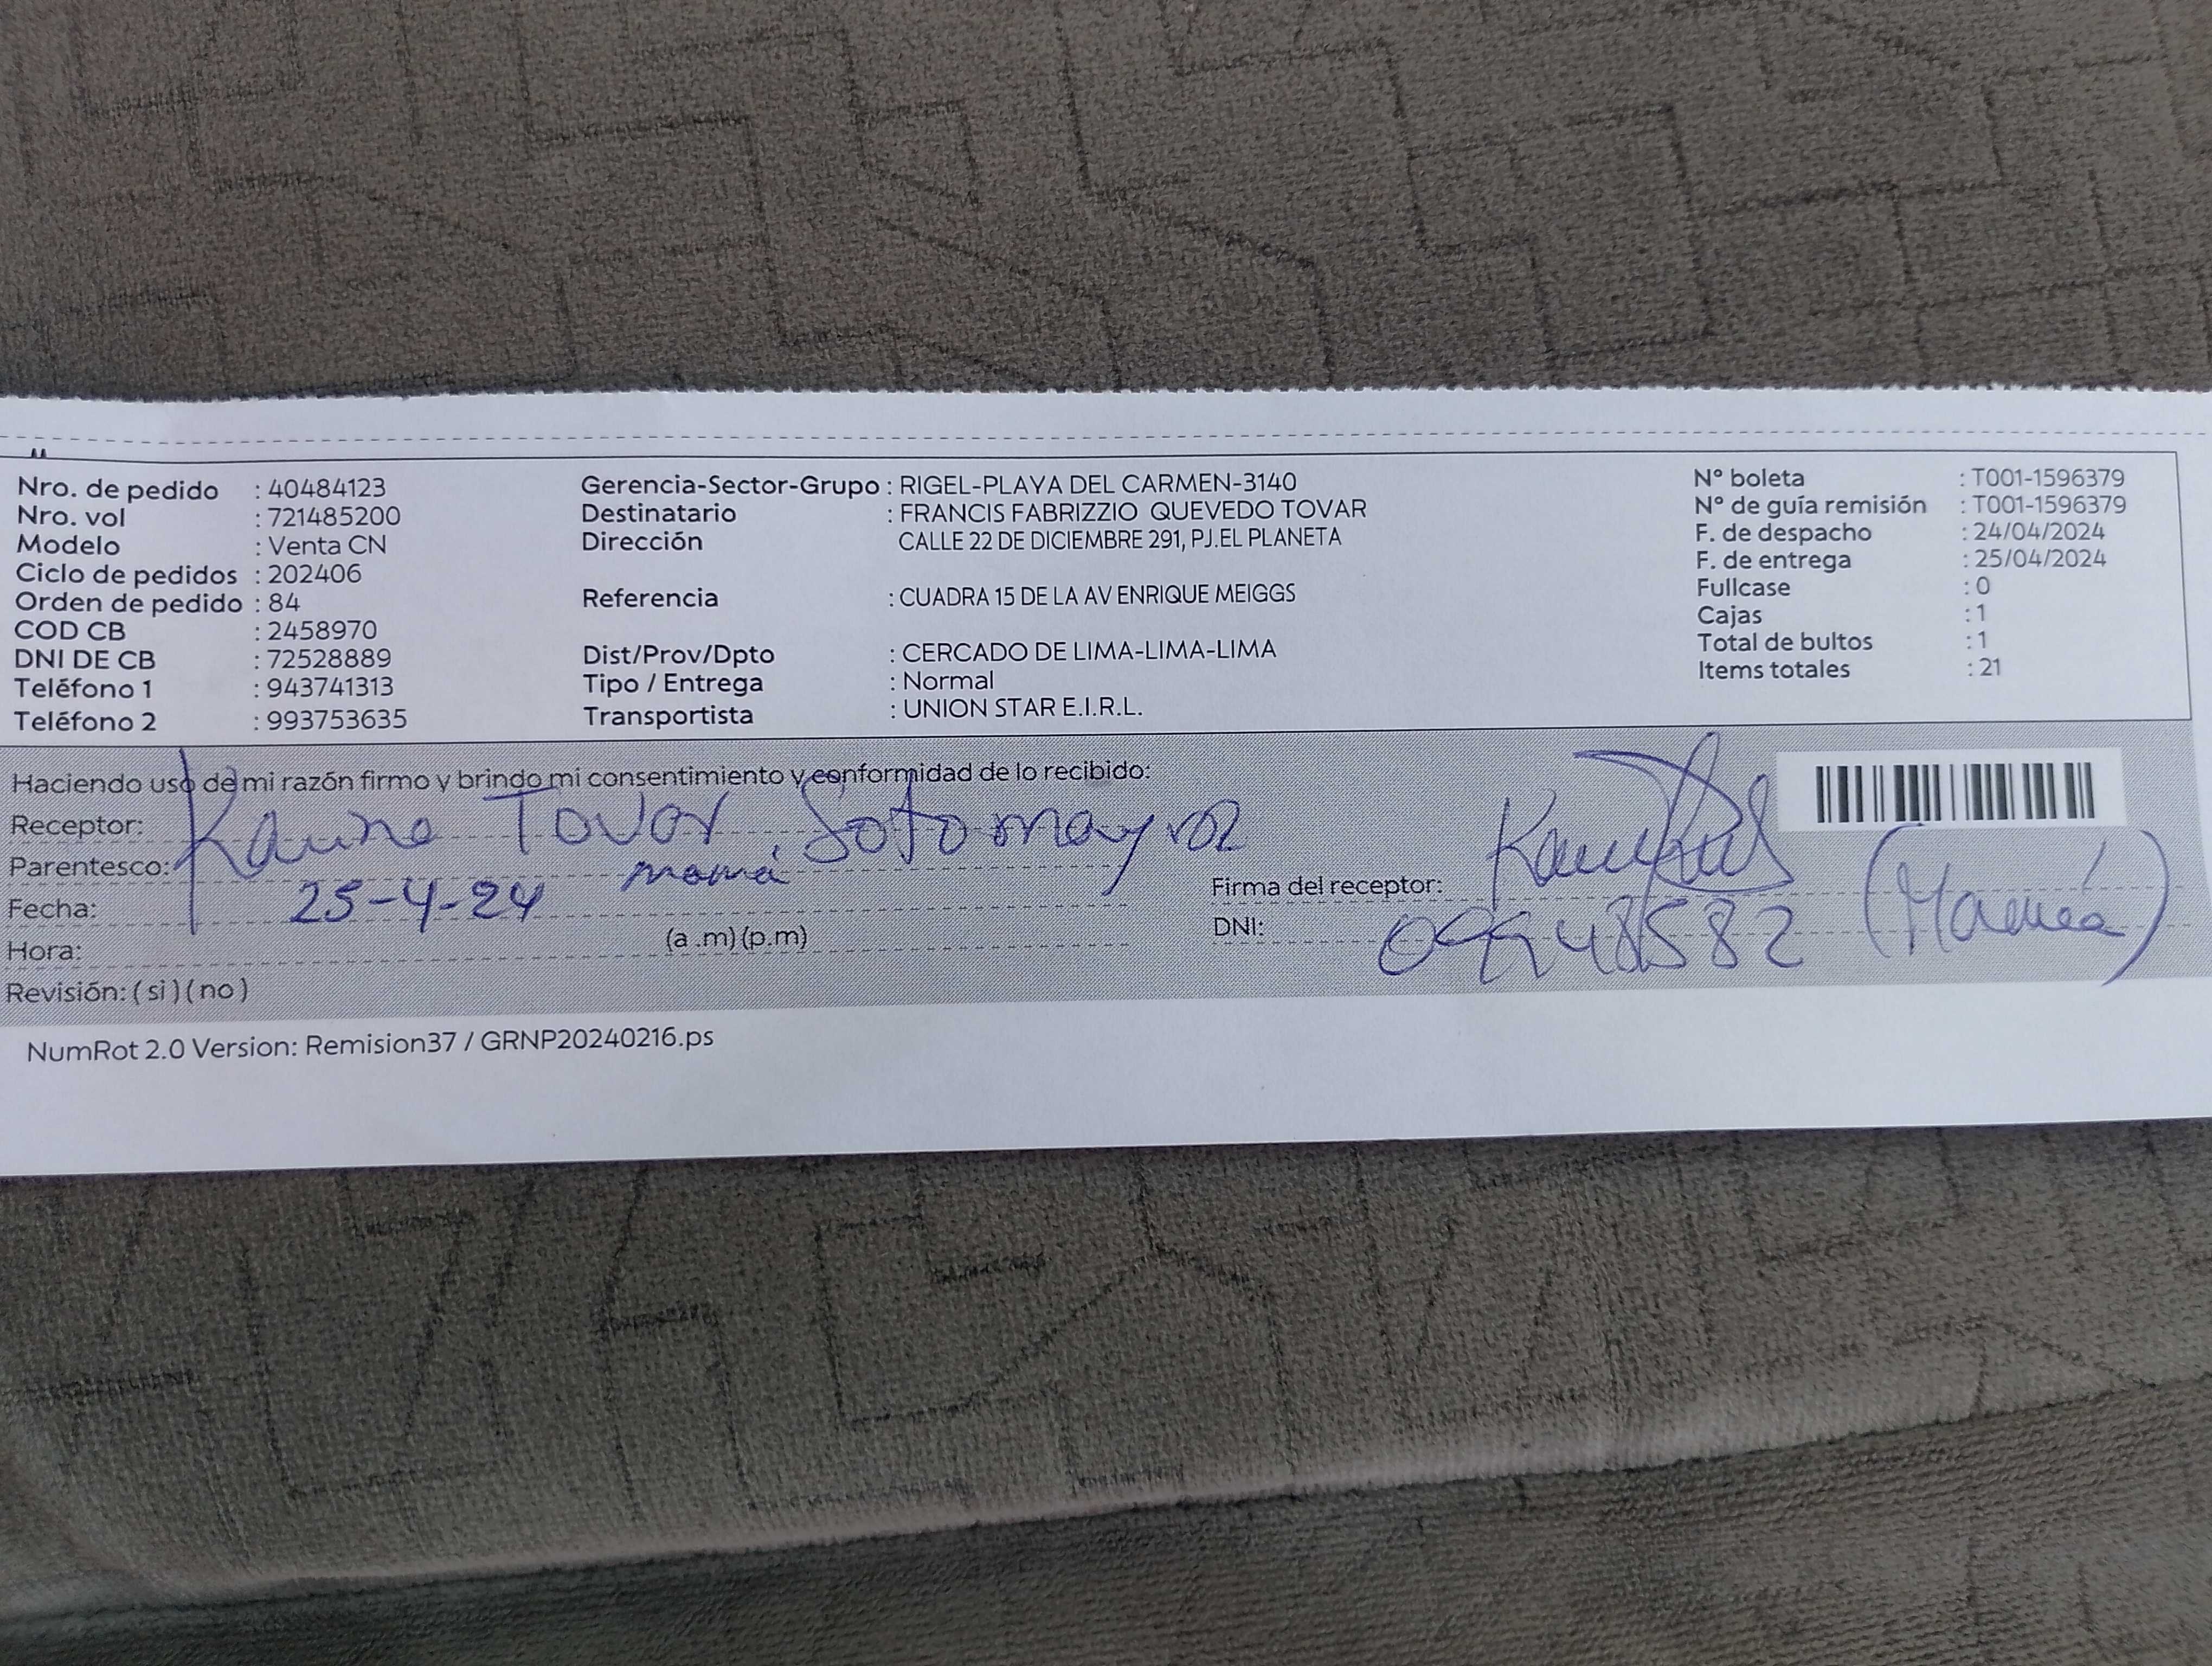 Nro. de pedido : 40484123
Nro. vol : 721485200
Modelo : Venta CN
Ciclo de pedidos : 202406
Orden de pedido : 84
COD CB : 2458970
DNI DE CB : 72528889
Teléfono 1 : 943741313
Teléfono 2 : 993753635
Gerencia-Sector-Grupo : RIGEL-PLAYA DEL CARMEN-3140
Destinatario : FRANCIS FABRIZZIO QUEVEDO TOVAR
Dirección CALLE 22 DE DICIEMBRE 291, PJ.EL PLANETA
Referencia : CUADRA 15 DE LA AV ENRIQUE MEIGGS
Dist/Prov/Dpto : CERCADO DE LIMA-LIMA-LIMA
Tipo / Entrega : Normal
Transportista : UNION STAR E.I.R.L.
N° boleta : T001-1596379
N° de guía remisión : T001-1596379
F. de despacho : 24/04/2024
F. de entrega : 25/04/2024
Fullcase : 0
Cajas : 1
Total de bultos : 1
Items totales : 21
Haciendo uso de mi razón firmo y brindo mi consentimiento y conformidad de lo recibido:
Receptor: Tovar Sotomayor
Parentesco: mamá
Fecha: 25-4-24
Hora: (a .m) (p.m)
Revisión: ( si ) ( no )
Firma del receptor:
DNI: (Mamá)
NumRot 2.0 Version: Remision37 / GRNP20240216.ps